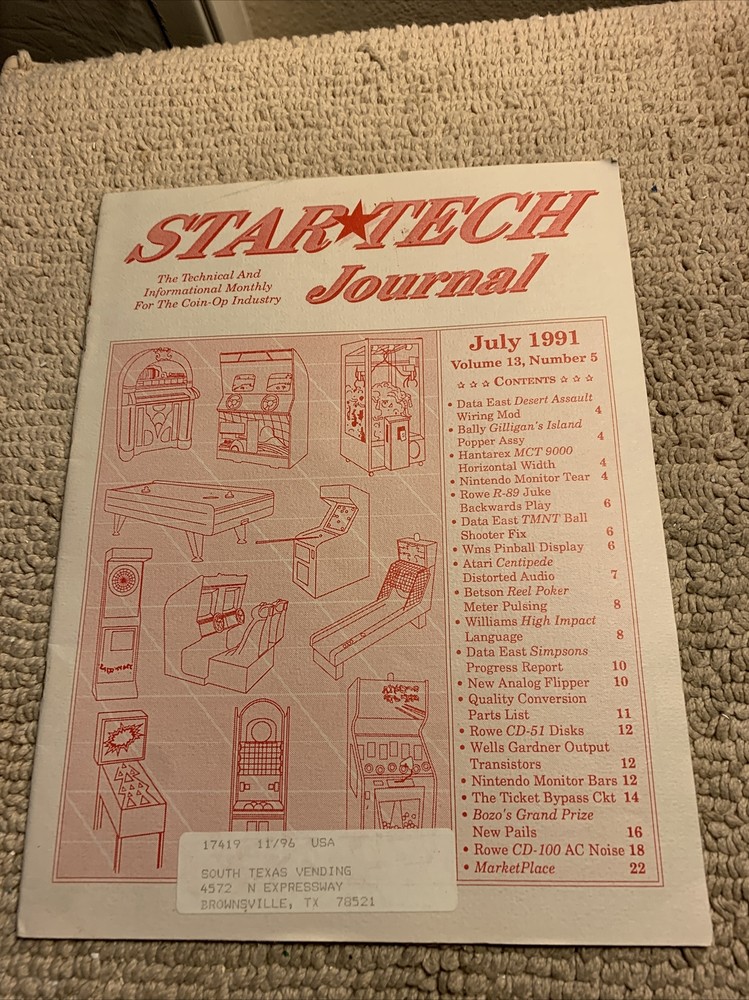 STAR★TECH
Journal
The Technical And
Informational Monthly
For The Coin-Op Industry
July 1991
Volume 13, Number 5
☆ ☆ ☆ CONTENTS ☆ ☆ ☆
• Data East Desert Assault
Wiring Mod 4
• Bally Gilligan's Island
Popper Assy 4
• Hantarex MCT 9000
Horizontal Width 4
• Nintendo Monitor Tear 4
• Rowe R-89 Juke
Backwards Play 6
• Data East TMNT Ball
Shooter Fix 6
• Wms Pinball Display 6
• Atari Centipede
Distorted Audio 7
• Betson Reel Poker
Meter Pulsing 8
• Williams High Impact
Language 8
• Data East Simpsons
Progress Report 10
• New Analog Flipper 10
• Quality Conversion
Parts List 11
• Rowe CD-51 Disks 12
• Wells Gardner Output
Transistors 12
• Nintendo Monitor Bars 12
• The Ticket Bypass Ckt 14
• Bozo's Grand Prize
New Pails 16
• Rowe CD-100 AC Noise 18
• MarketPlace 22
17419 11/96 USA
SOUTH TEXAS VENDING
4572 N EXPRESSWAY
BROWNSVILLE, TX 78521